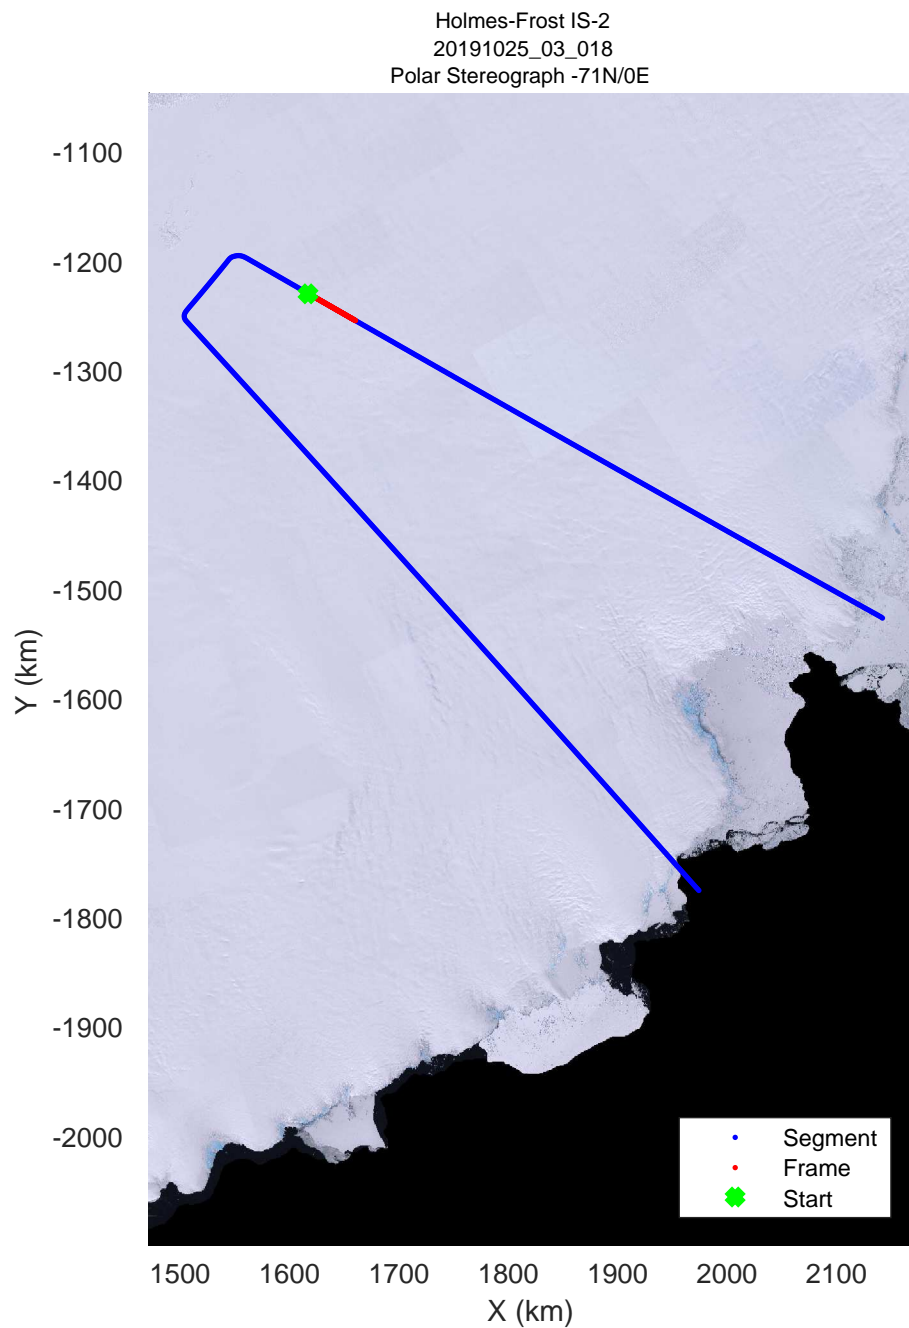 Holmes-Frost IS-2
20191025_03_018
Polar Stereograph -71N/0E
-1100
-1200
-1300
-1400
-1500
-1600
-1700
-1800
-1900
-2000
Y (km)
Segment
Frame
Start
1500 1600 1700 1800 1900 2000 2100
X (km)